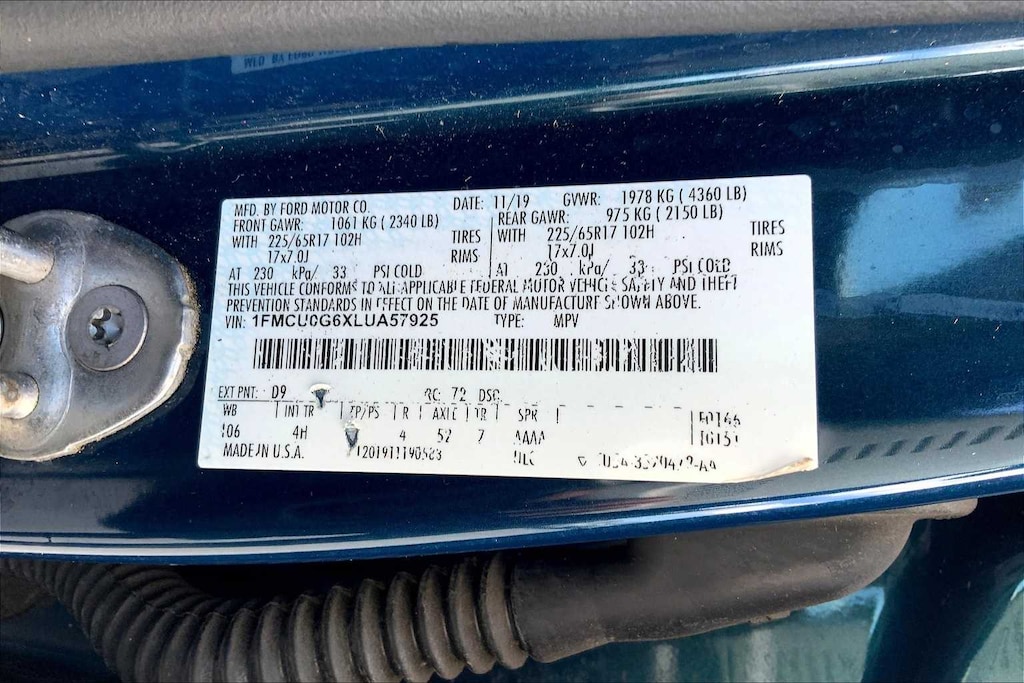 MFD. BY FORD MOTOR CO. DATE: 11/19 GVWR: 1978 KG ( 4360 LB)
FRONT GAWR: 1061 KG ( 2340 LB) REAR GAWR: 975 KG ( 2150 LB)
WITH 225/65R17 102H TIRES WITH 225/65R17 102H TIRES
17x7.0J RIMS 17x7.0J RIMS
AT 230 kPa/ 33 PSI COLD AT 230 kPa/ 33 PSI COLD
THIS VEHICLE CONFORMS TO ALL APPLICABLE FEDERAL MOTOR VEHICLE SAFETY AND THEFT
PREVENTION STANDARDS IN EFFECT ON THE DATE OF MANUFACTURE SHOWN ABOVE.
VIN: 1FMCU0G6XLUA57925 TYPE: MPV
EXT PNT: D9 RC: 72 DSO:
WB INT TR TP/PS R AXLE TR SPR
106 4H 4 52 7 AAAA
MADE IN U.S.A.